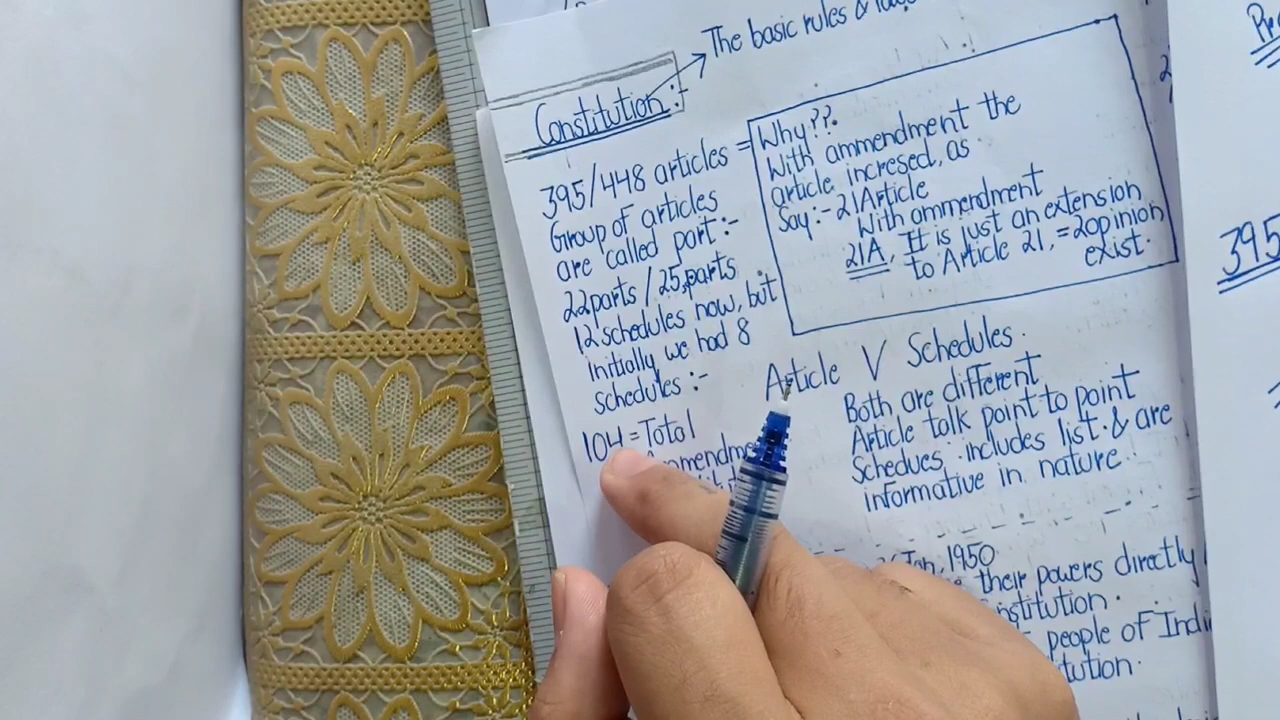 The basic rules &
Constitution:-
395/448 articles =
Group of articles
are called part:-
22parts/25parts
12 schedules now, but
initially we had 8
schedules :-
104=Total
Why??.
With ammendment the
article incresed, as
Say:- 21Article
With ammendment
21A, It is just an extension
to Article 21, = 2opinion
exist.
Article V Schedules.
Both are different
Article talk point to point
Schedues includes list & are
informative in nature.
1950
their powers directly
people of
395